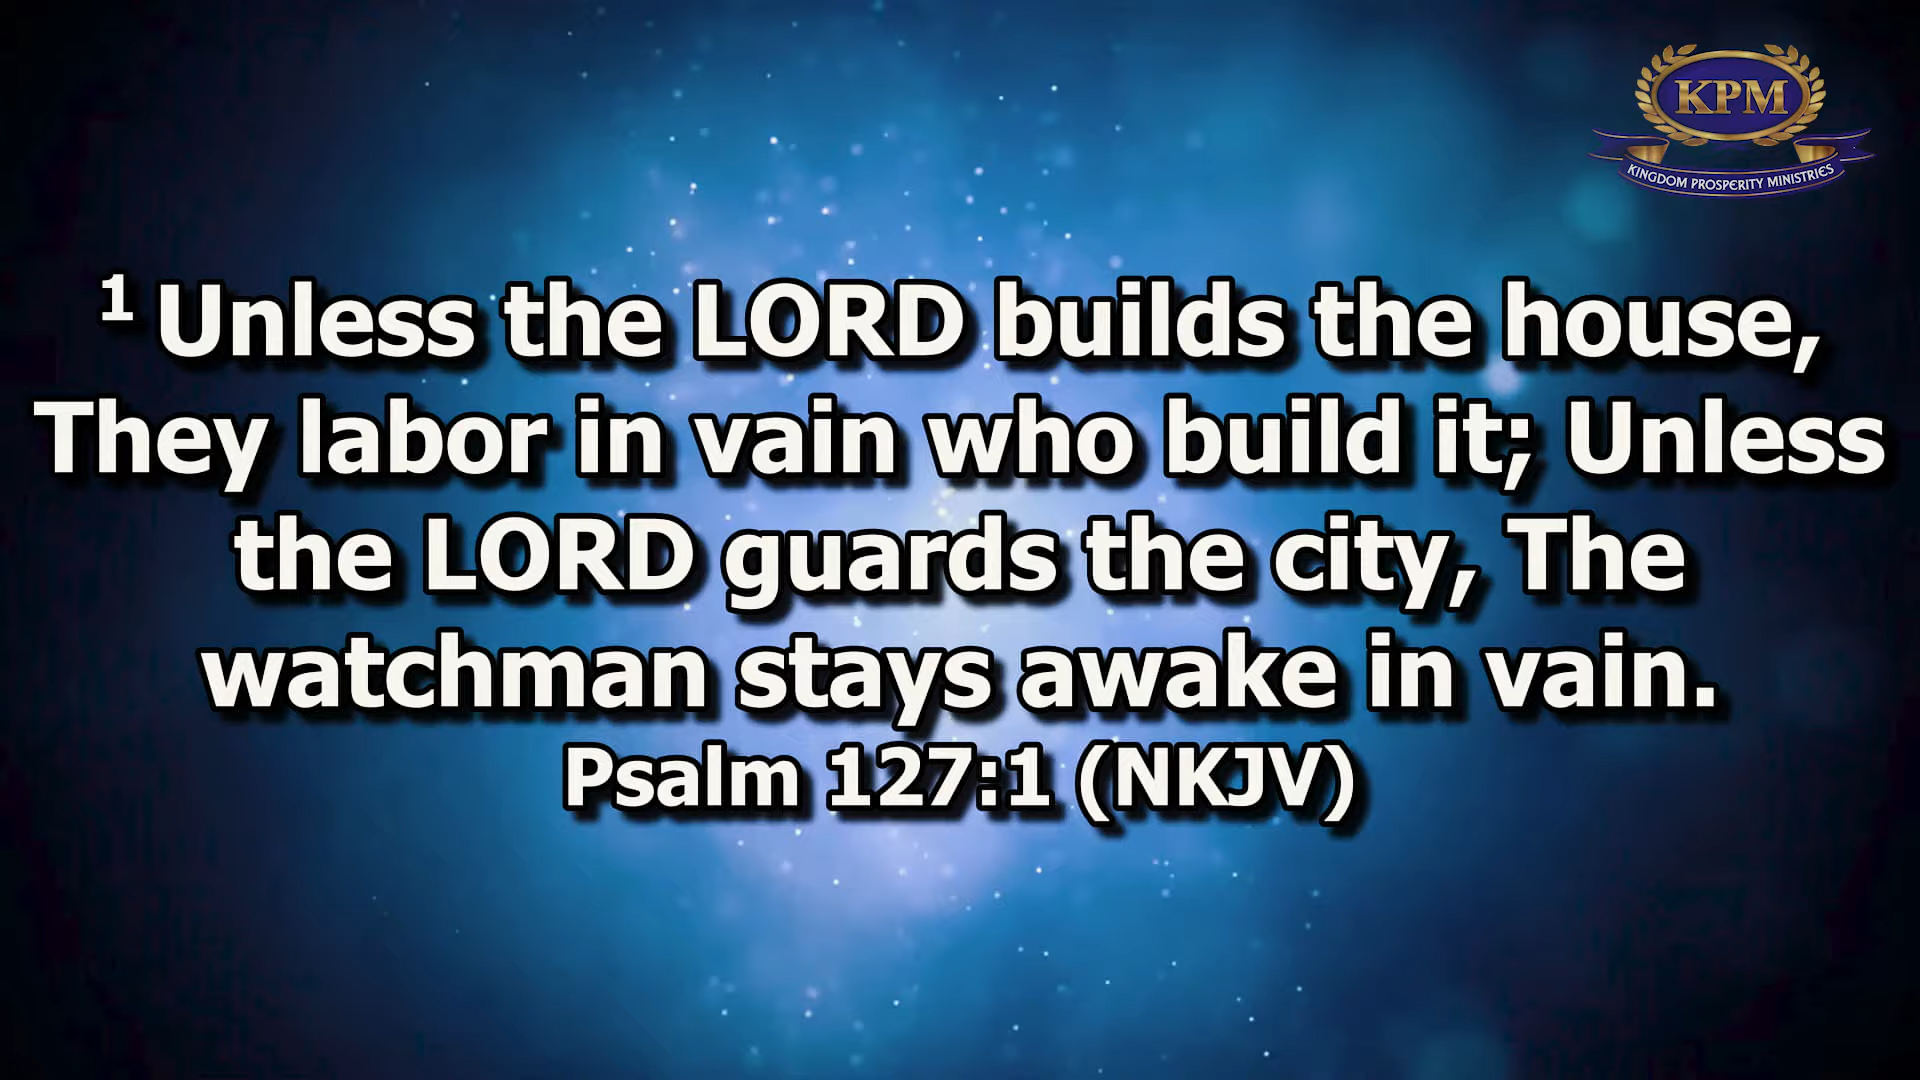 KPM
KINGDOM PROSPERITY MINISTRIES
1 Unless the LORD builds the house,
They labor in vain who build it; Unless
the LORD guards the city, The
watchman stays awake in vain.
Psalm 127:1 (NKJV)